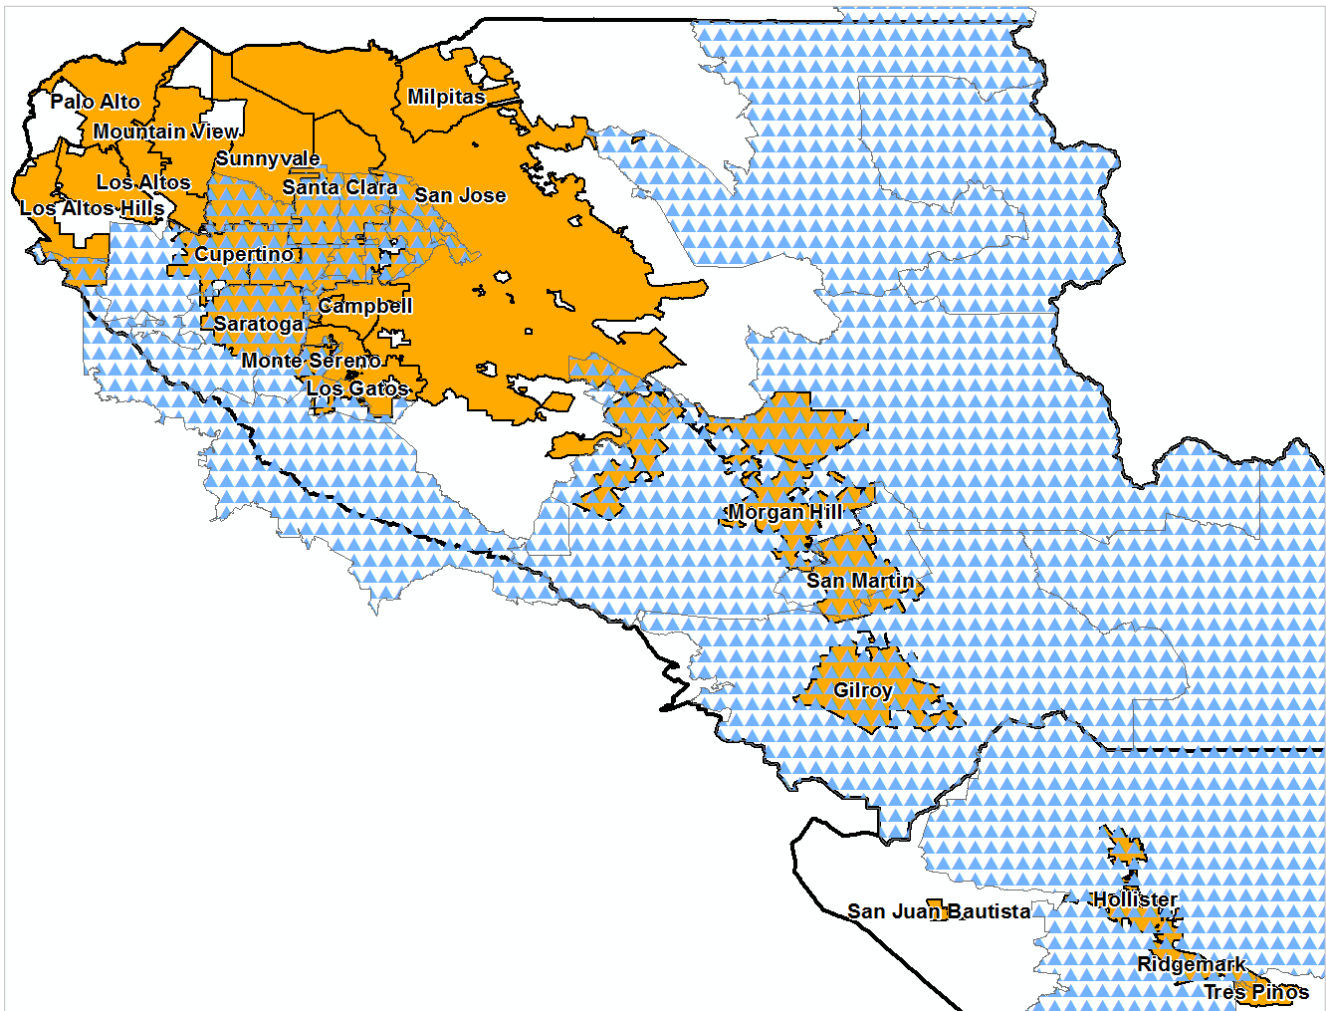 Palo Alto
Milpitas
Mountain View
Sunnyvale
Los Altos
Santa Clara
San Jose
Los Altos Hills
Cupertino
Campbell
Saratoga
Monte Sereno
Los Gatos
Morgan Hill
San Martin
Gilroy
Hollister
San Juan Bautista
Ridgemark
Tres Pinos